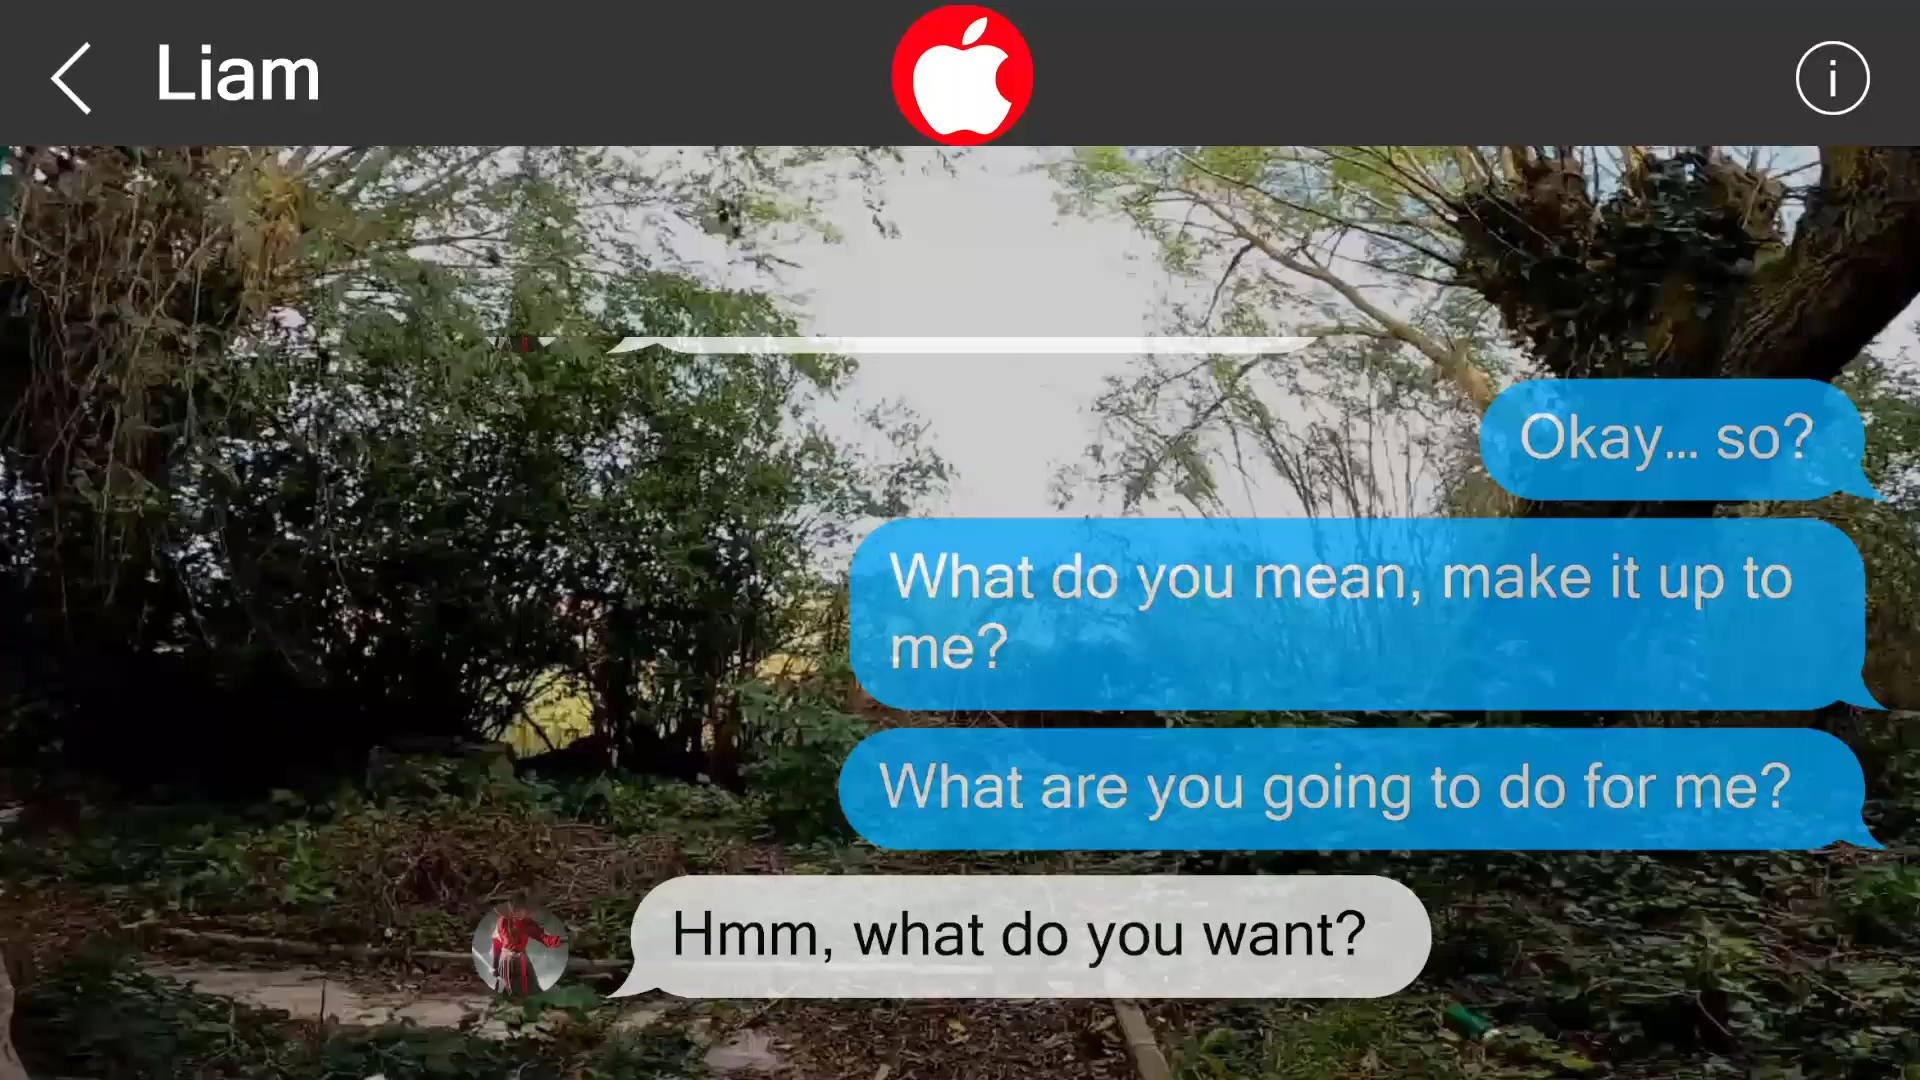 Liam
Okay... so?
What do you mean, make it up to
me?
What are you going to do for me?
Hmm, what do you want?